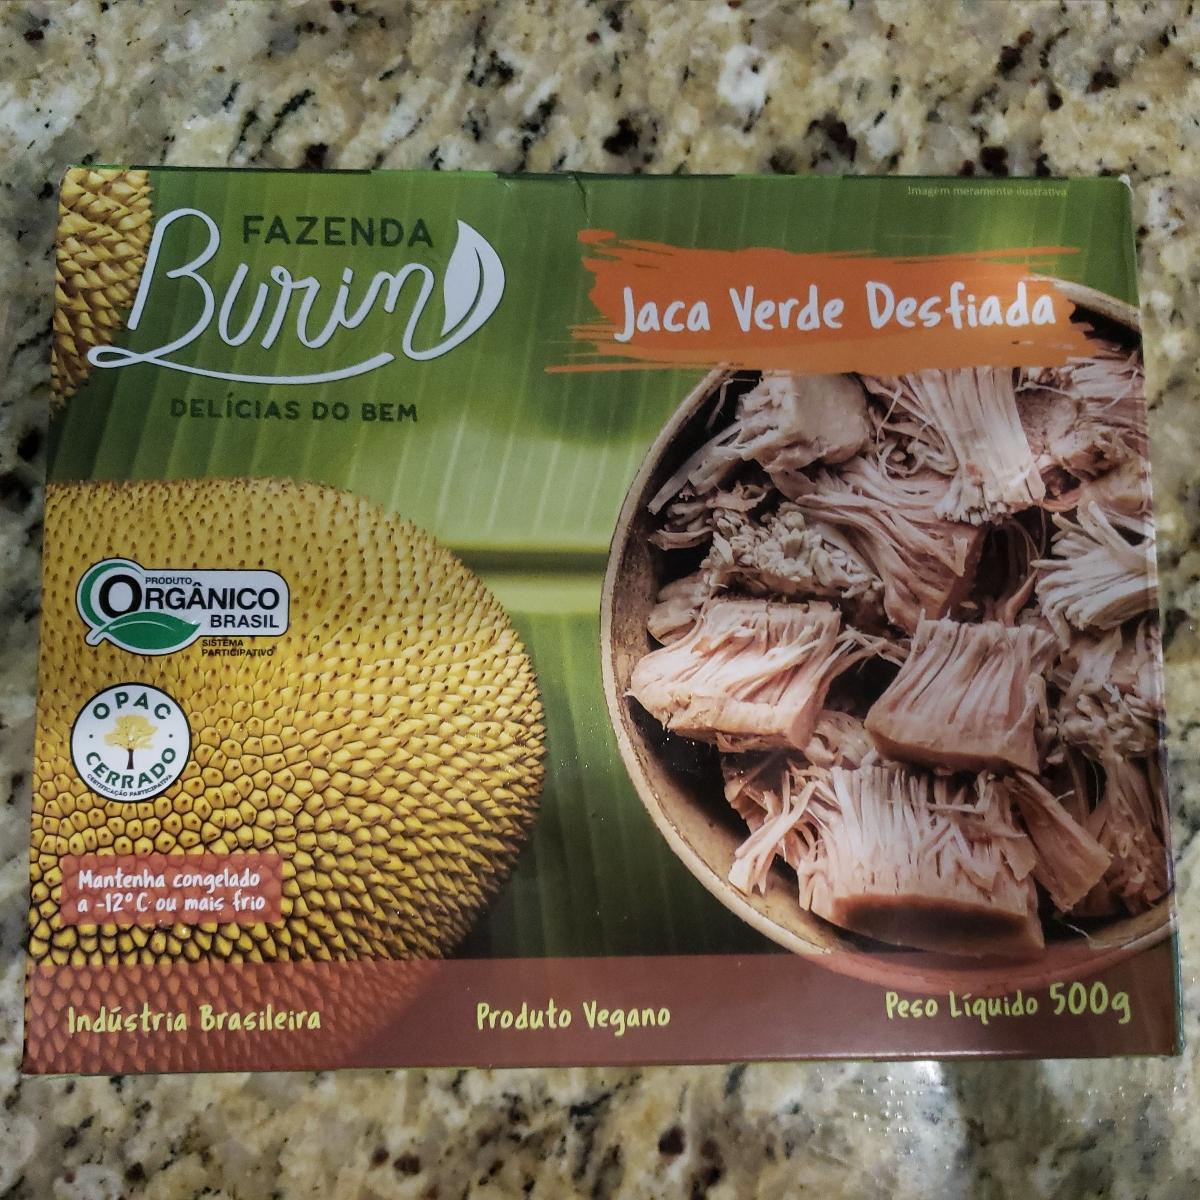 Imagem meramente ilustrativa
FAZENDA
Burin
DELÍCIAS DO BEM
Jaca Verde Desfiada
PRODUTO
ORGÂNICO
BRASIL
SISTEMA
PARTICIPATIVO
OPAC
CERRADO
CERTIFICAÇÃO PARTICIPATIVA
Mantenha congelado
a -12°C ou mais frio
Indústria Brasileira
Produto Vegano
Peso Líquido 500g